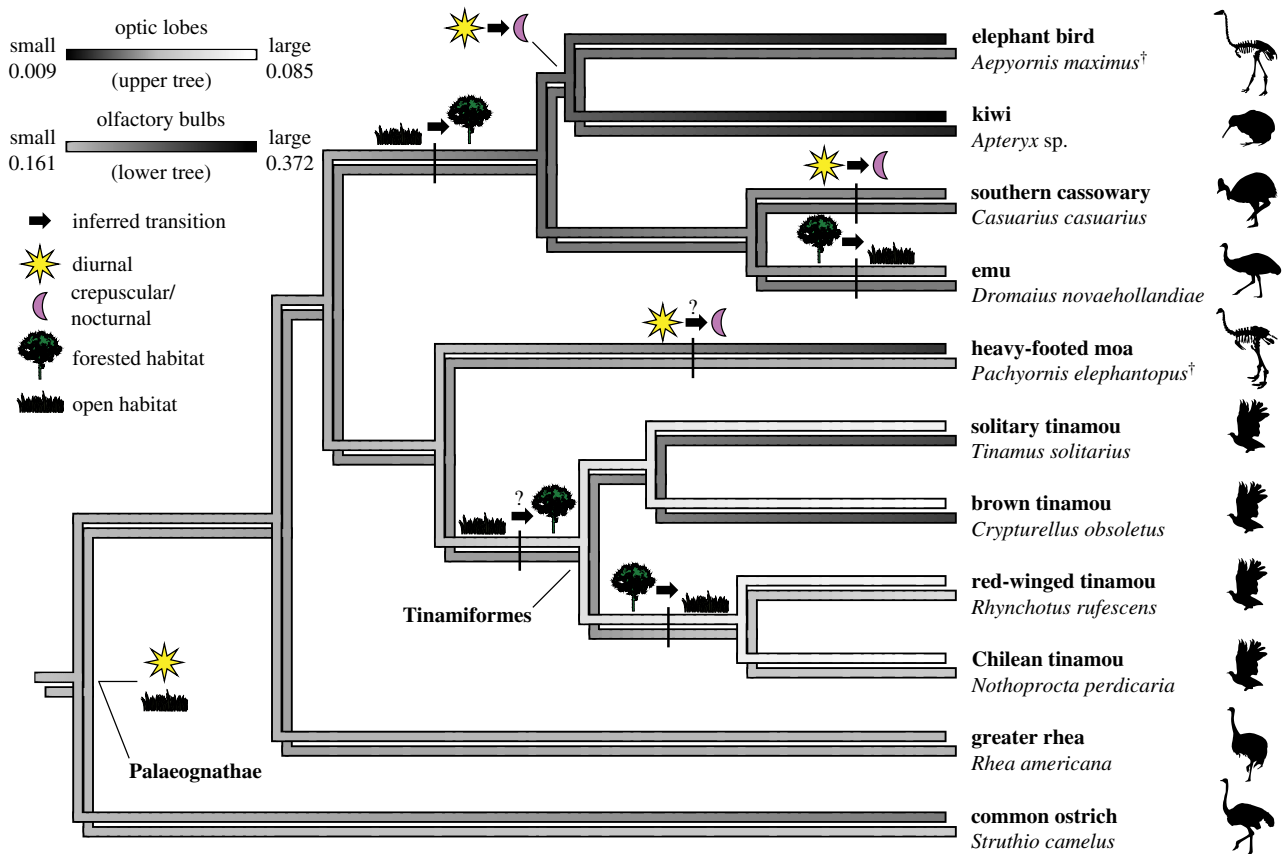 optic lobes
small
large
0.009
0.085
(upper tree)
olfactory bulbs
small
large
0.161
0.372
(lower tree)
inferred transition
diurnal
crepuscular/
nocturnal
forested habitat
open habitat
elephant bird
Aepyornis maximus†
kiwi
Apteryx sp.
southern cassowary
Casuarius casuarius
emu
Dromaius novaehollandiae
?
heavy-footed moa
Pachyornis elephantopus†
solitary tinamou
Tinamus solitarius
?
brown tinamou
Crypturellus obsoletus
red-winged tinamou
Rhynchotus rufescens
Tinamiformes
Chilean tinamou
Nothoprocta perdicaria
greater rhea
Rhea americana
Palaeognathae
common ostrich
Struthio camelus